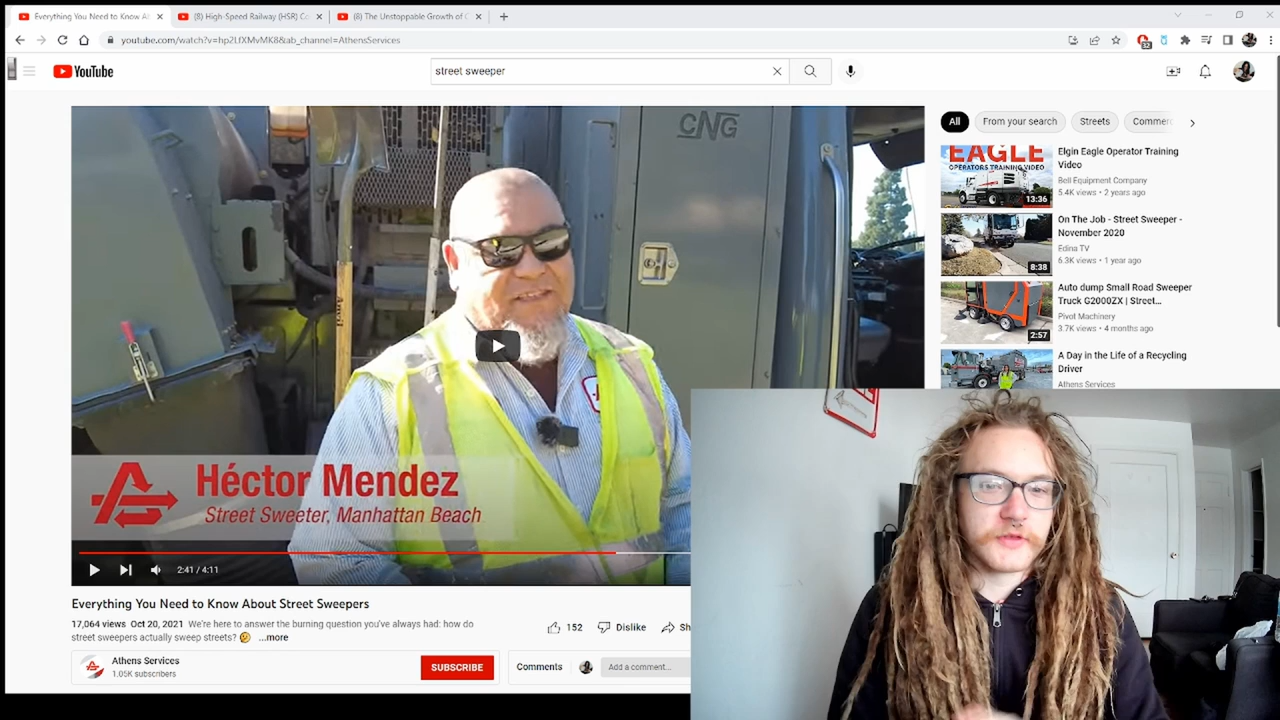 Everything You Need to Know A
(8) High-Speed Railway (HSR) C
(8) The Unstoppable Growth of C
youtube.com/watch?v=hp2LfXMvMK8&ab_channel=AthensServices
YouTube
street sweeper
CNG
Anvil
Héctor Mendez
Street Sweeter, Manhattan Beach
2:41 / 4:11
Everything You Need to Know About Street Sweepers
17,064 views Oct 20, 2021 We're here to answer the burning question you've always had: how do
street sweepers actually sweep streets? 🤔 ...more
152
Dislike
Sh
Athens Services
1.05K subscribers
SUBSCRIBE
Comments
Add a comment...
All
From your search
Streets
Commerc
EAGLE
OPERATORS TRAINING VIDEO
13:36
Elgin Eagle Operator Training
Video
Bell Equipment Company
5.4K views • 2 years ago
8:38
On The Job - Street Sweeper -
November 2020
Edina TV
6.3K views • 1 year ago
2:57
Auto dump Small Road Sweeper
Truck G2000ZX | Street...
Pivot Machinery
3.7K views • 4 months ago
A Day in the Life of a Recycling
Driver
Athens Services